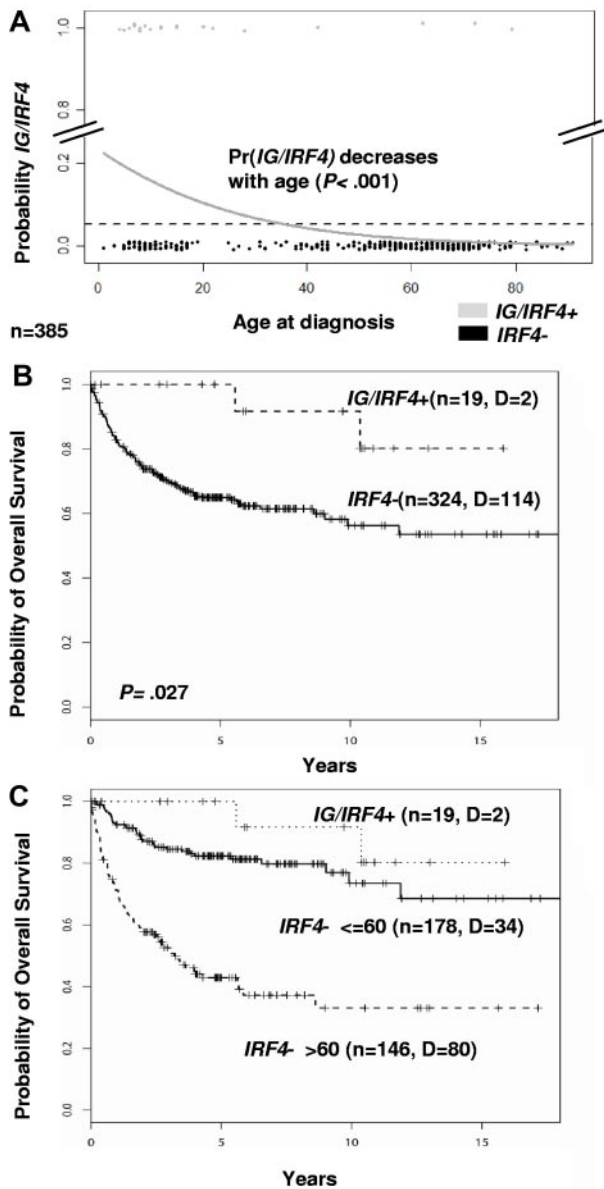 A
Probability IG/IRF4
1.0
0.8
0.2
0.0
Pr(IG/IRF4) decreases
with age (P< .001)
0
20
40
60
80
n=385
Age at diagnosis
IG/IRF4+
IRF4-
B
Probability of Overall Survival
1.0
0.8
0.6
0.4
0.2
0.0
IG/IRF4+(n=19, D=2)
IRF4-(n=324, D=114)
P= .027
0
5
10
15
Years
C
Probability of Overall Survival
1.0
0.8
0.6
0.4
0.2
0.0
IG/IRF4+ (n=19, D=2)
IRF4- <=60 (n=178, D=34)
IRF4- >60 (n=146, D=80)
0
5
10
15
Years